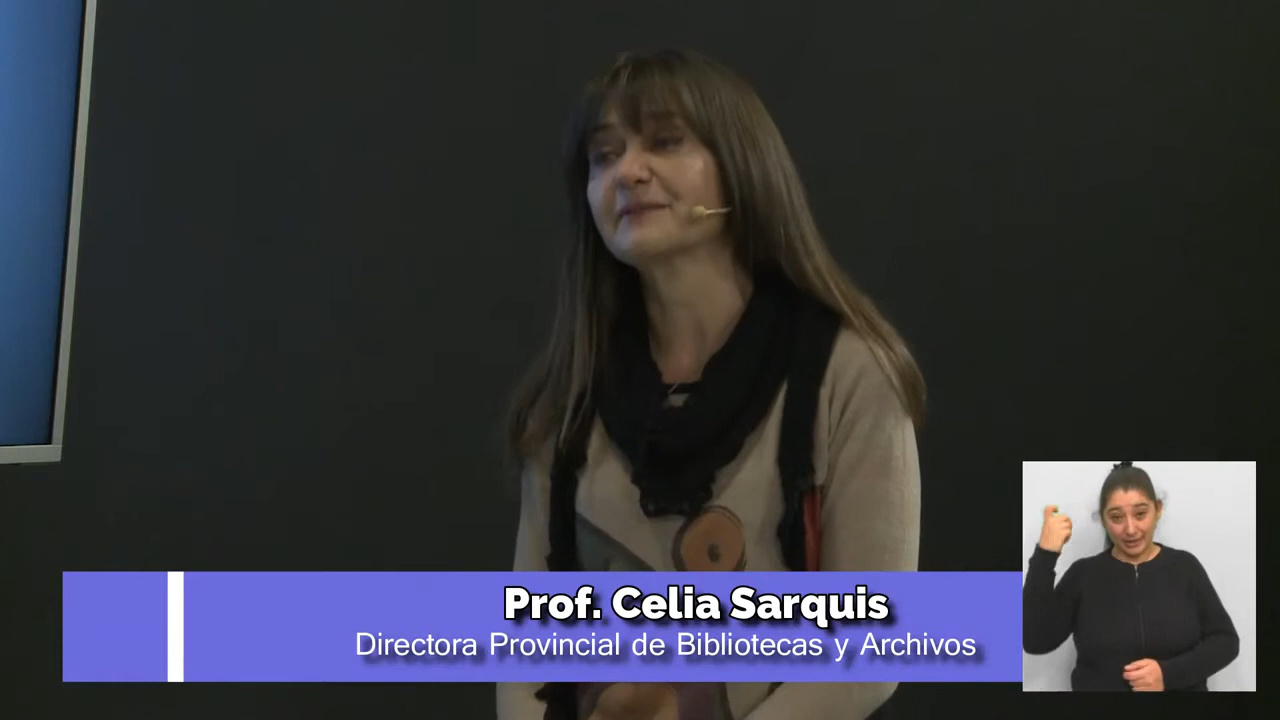 Prof. Celia Sarquis
Directora Provincial de Bibliotecas y Archivos